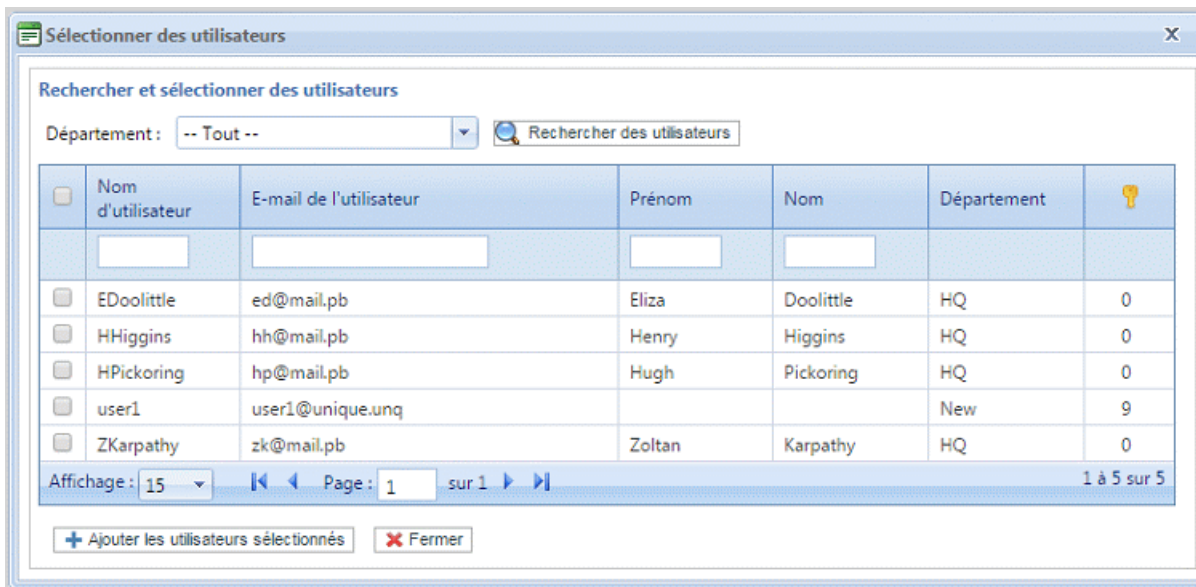 Sélectionner des utilisateurs
x
Rechercher et sélectionner des utilisateurs
Département : -- Tout -- Rechercher des utilisateurs
Nom d'utilisateur E-mail de l'utilisateur Prénom Nom Département
EDoolittle ed@mail.pb Eliza Doolittle HQ 0
HHiggins hh@mail.pb Henry Higgins HQ 0
HPickoring hp@mail.pb Hugh Pickoring HQ 0
user1 user1@unique.unq New 9
ZKarpathy zk@mail.pb Zoltan Karpathy HQ 0
Affichage : 15 Page : 1 sur 1 1 à 5 sur 5
Ajouter les utilisateurs sélectionnés Fermer